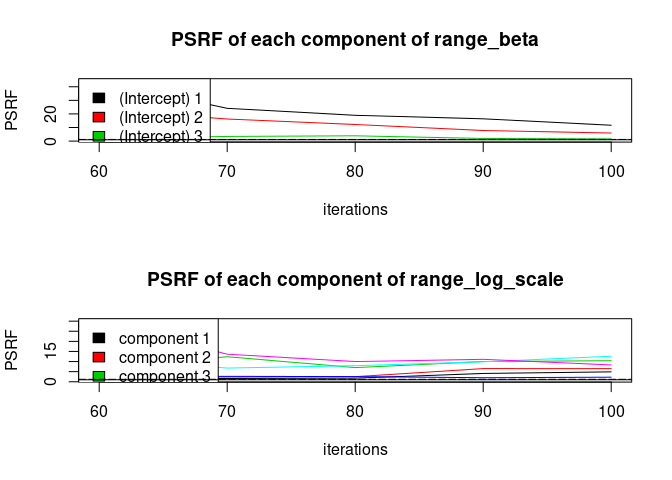 PSRF of each component of range_beta
PSRF
20
0
(Intercept) 1
(Intercept) 2
(Intercept) 3
60 70 80 90 100
iterations
PSRF of each component of range_log_scale
PSRF
15
0
component 1
component 2
component 3
60 70 80 90 100
iterations